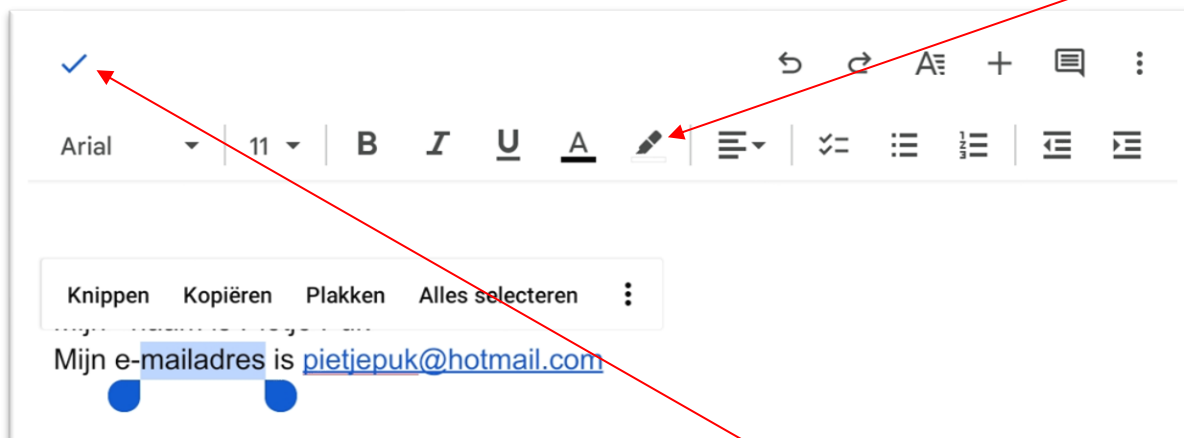 Arial 11 B I U A
Knippen Kopiëren Plakken Alles selecteren
Mijn e-mailadres is pietjepuk@hotmail.com